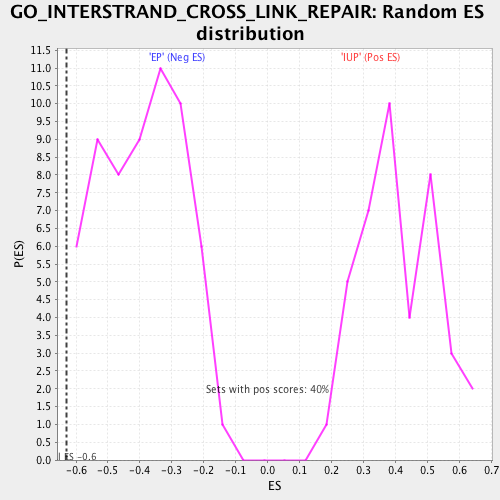 GO_INTERSTRAND_CROSS_LINK_REPAIR: Random ES
distribution
'EP' (Neg ES)
'IUP' (Pos ES)
11.5
11.0
10.5
10.0
9.5
9.0
8.5
8.0
7.5
7.0
6.5
6.0
5.5
5.0
4.5
4.0
3.5
3.0
2.5
2.0
1.5
1.0
0.5
0.0
P(ES)
Sets with pos scores: 40%
ES -0.6
-0.6 -0.5 -0.4 -0.3 -0.2 -0.1 0.0 0.1 0.2 0.3 0.4 0.5 0.6 0.7
ES